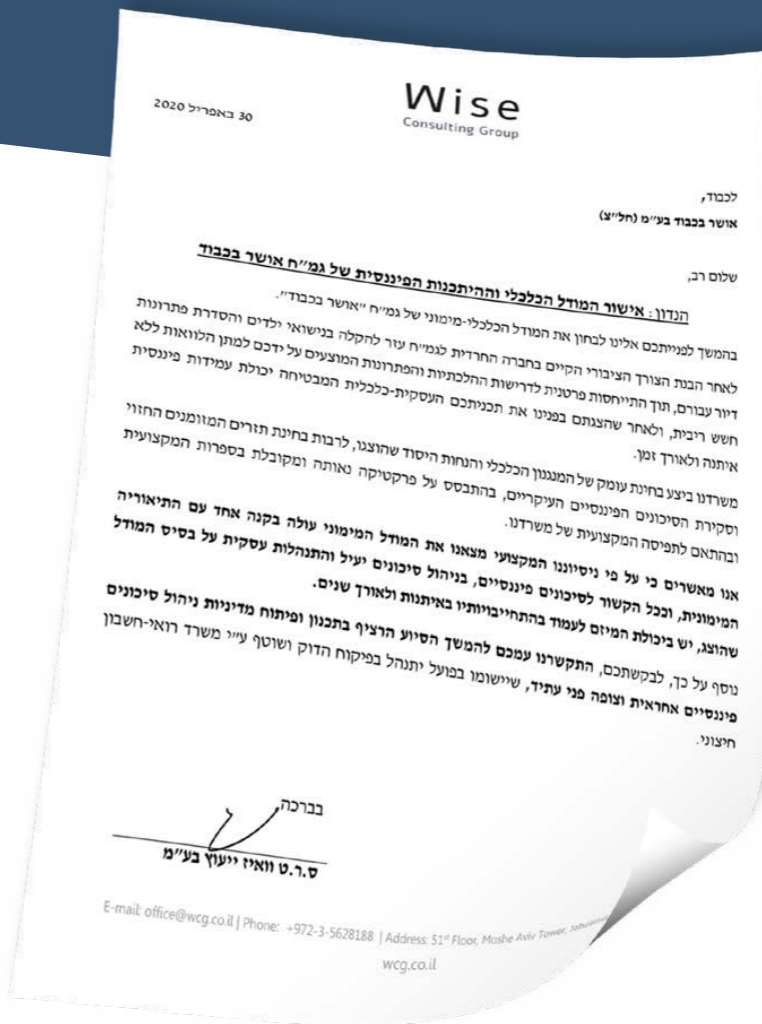 Wise
Consulting Group
30 באפריל 2020
לכבוד,
אושר בכבוד בע״מ (חל״צ)
שלום רב,
הנדון: אישור המודל הכלכלי וההיתכנות הפיננסית של גמ״ח אושר בכבוד
בהמשך לפנייתכם אלינו לבחון את המודל הכלכלי-מימוני של גמ״ח ״אושר בכבוד״.
לאחר הבנת הצורך הציבורי הקיים בחברה החרדית לגמ״ח עזר להקלה בנישואי ילדים והסדרת פתרונות
דיור עבורם, תוך התייחסות פרטנית לדרישות ההלכתיות והפתרונות המוצעים על ידכם למתן הלוואות ללא
חשש ריבית, ולאחר שהצגתם בפנינו את תכניתכם העסקית-כלכלית המבטיחה יכולת עמידות פיננסית
איתנה ולאורך זמן.
משרדנו ביצע בחינת עומק של המנגנון הכלכלי והנחות היסוד שהוצגו, לרבות בחינת תזרים המזומנים החזוי
וסקירת הסיכונים הפיננסיים העיקריים, בהתבסס על פרקטיקה נאותה ומקובלת בספרות המקצועית
ובהתאם לתפיסה המקצועית של משרדנו.
אנו מאשרים כי על פי ניסיוננו המקצועי מצאנו את המודל המימוני עולה בקנה אחד עם התיאוריה
המימונית, וככל הקשור לסיכונים פיננסיים, בניהול סיכונים יעיל והתנהלות עסקית על בסיס המודל
שהוצג, יש ביכולת המיזם לעמוד בהתחייבויותיו באיתנות ולאורך שנים.
נוסף על כך, לבקשתכם, התקשרנו עמכם להמשך הסיוע הרציף בתכנון ופיתוח מדיניות ניהול סיכונים
פיננסיים אחראית וצופה פני עתיד, שיישומו בפועל יתנהל בפיקוח הדוק ושוטף ע״י משרד רואי-חשבון
חיצוני.
בברכה
ס.ר.ט וואיז ייעוץ בע״מ
E-mail: office@wcg.co.il | Phone: +972-3-5628188 | Address: 51st Floor, Moshe Aviv Tower,
wcg.co.il